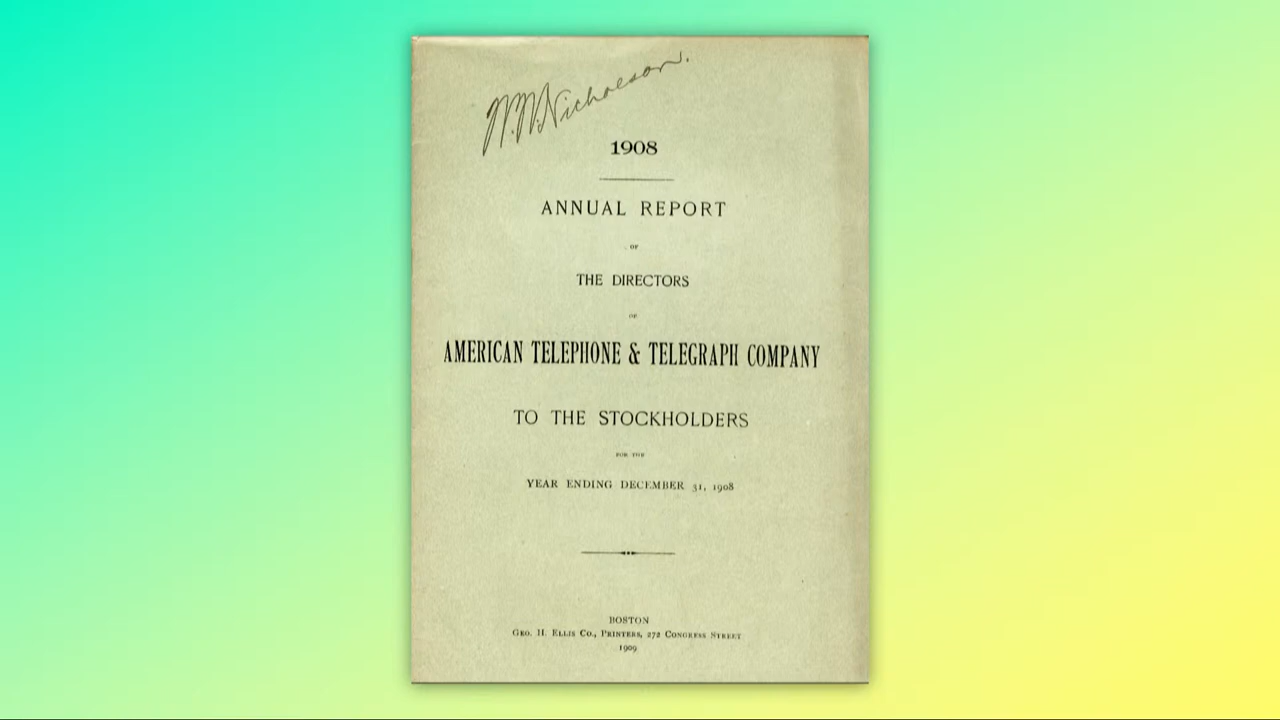 W.W. Nicholson.
1908
ANNUAL REPORT
OF
THE DIRECTORS
OF
AMERICAN TELEPHONE & TELEGRAPH COMPANY
TO THE STOCKHOLDERS
FOR THE
YEAR ENDING DECEMBER 31, 1908
BOSTON
GEO. H. ELLIS CO., PRINTERS, 272 CONGRESS STREET
1909